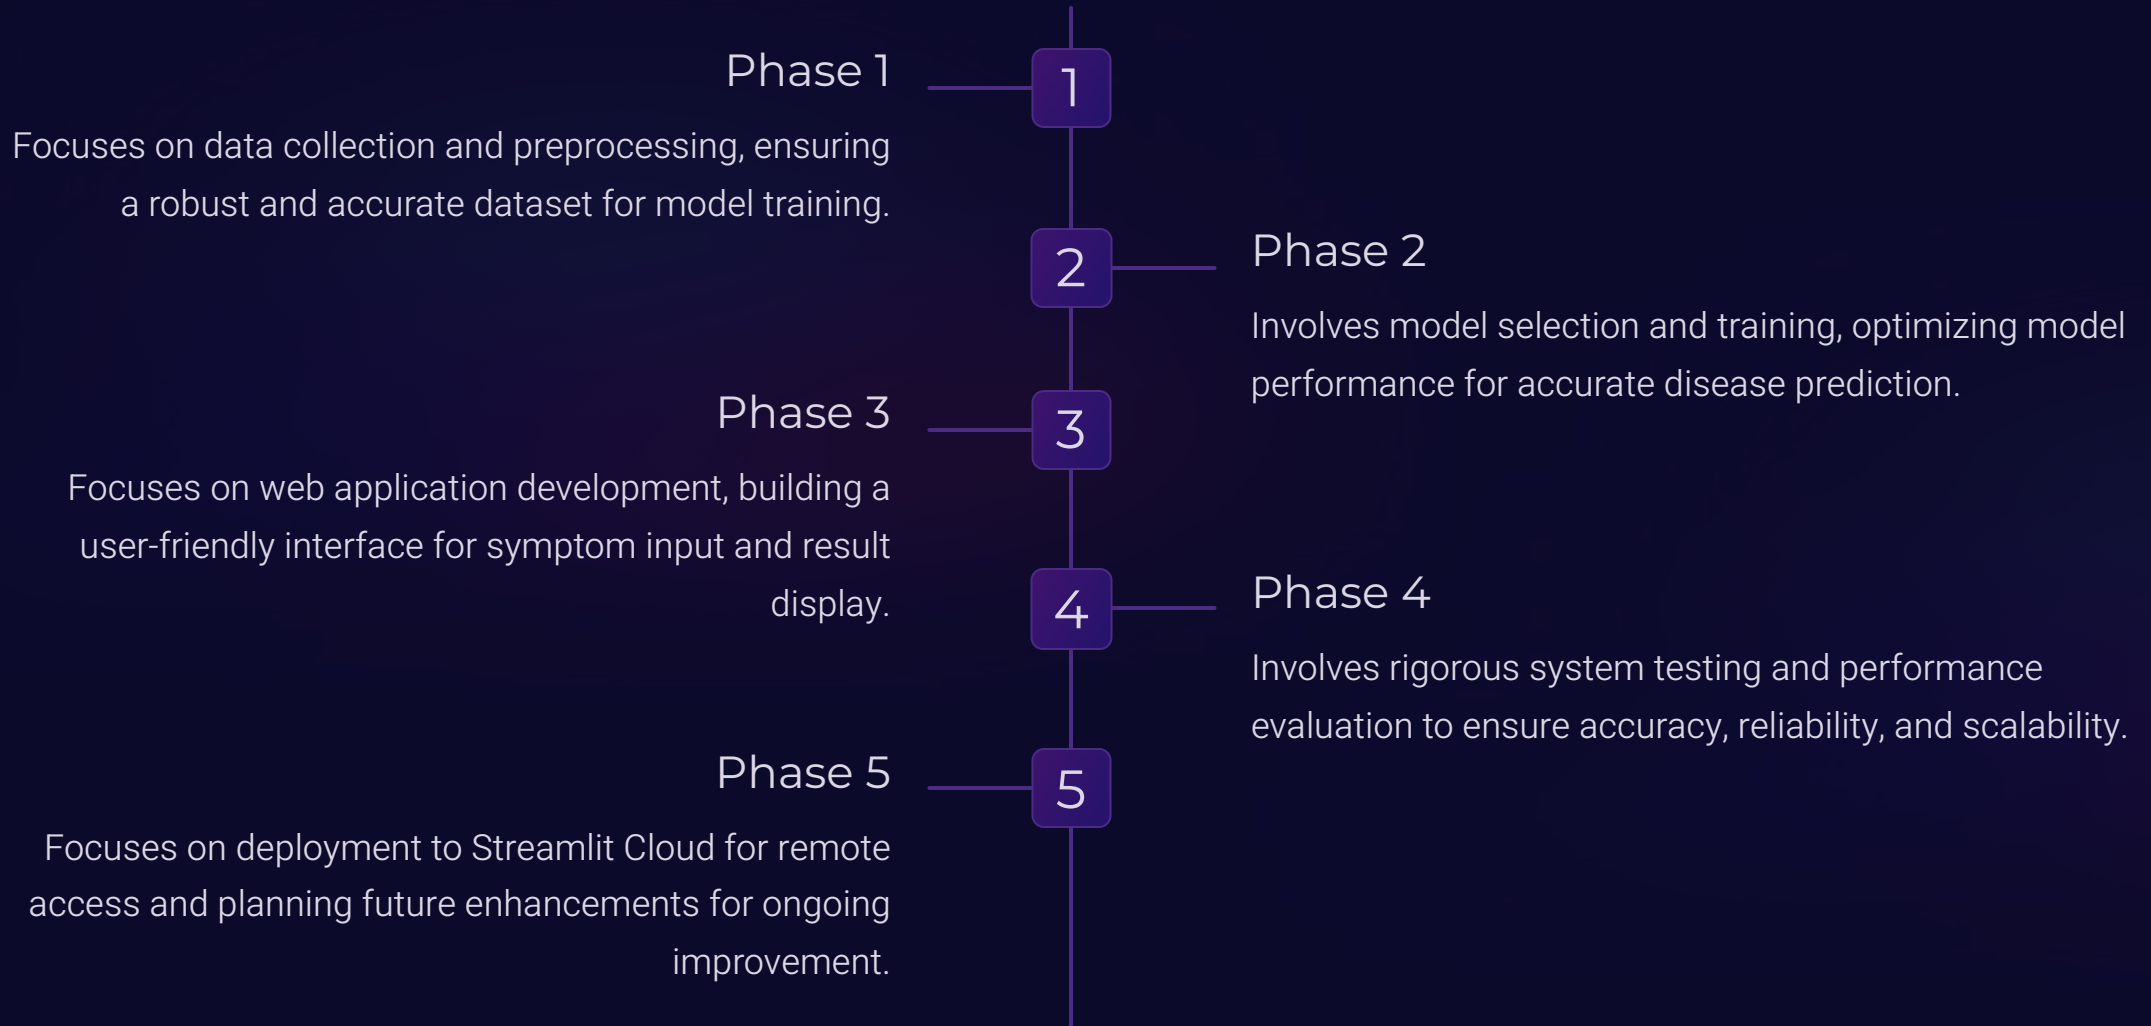 Phase 1
1
Focuses on data collection and preprocessing, ensuring
a robust and accurate dataset for model training.
2
Phase 2
Involves model selection and training, optimizing model
performance for accurate disease prediction.
Phase 3
3
Focuses on web application development, building a
user-friendly interface for symptom input and result
display.
4
Phase 4
Involves rigorous system testing and performance
evaluation to ensure accuracy, reliability, and scalability.
Phase 5
5
Focuses on deployment to Streamlit Cloud for remote
access and planning future enhancements for ongoing
improvement.